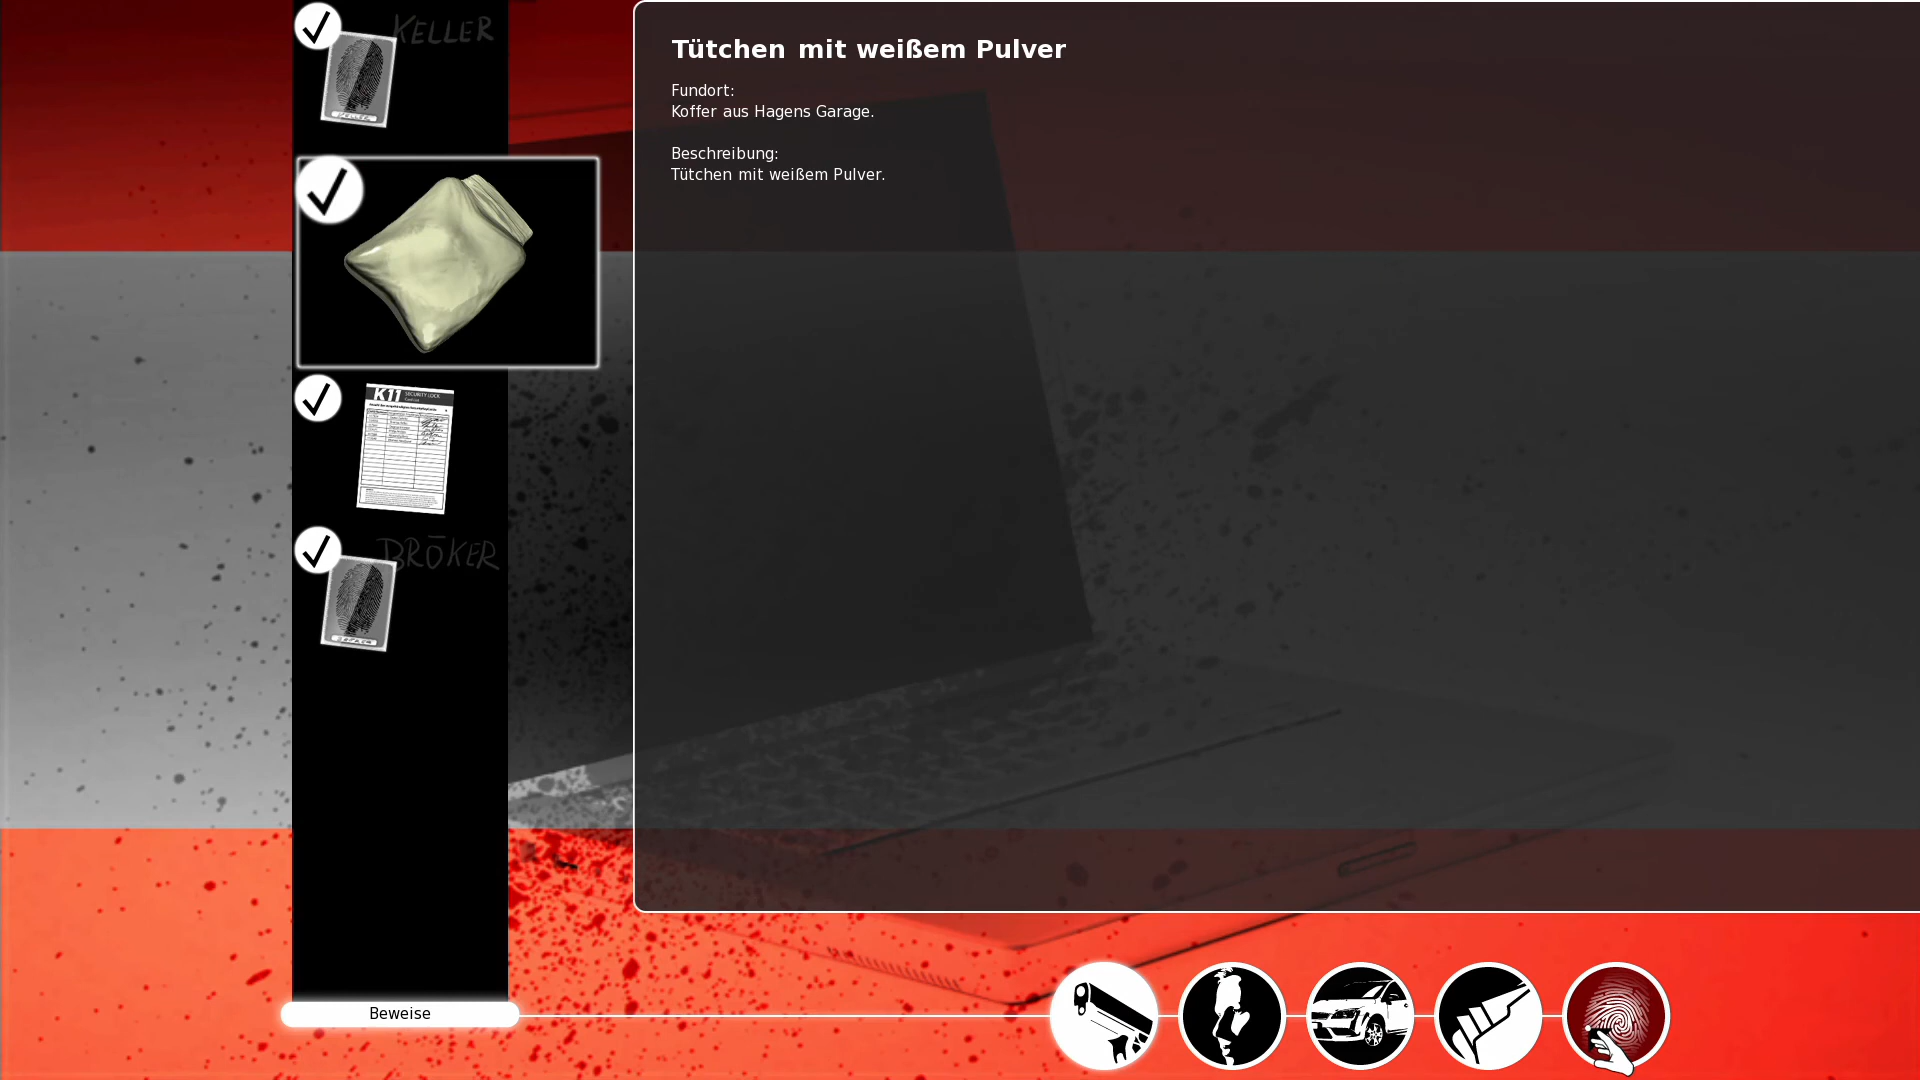 KELLER
Tütchen mit weißem Pulver
Fundort:
Koffer aus Hagens Garage.
Beschreibung:
Tütchen mit weißem Pulver.
K11 SECURITY LOCK
BRÖKER
Beweise